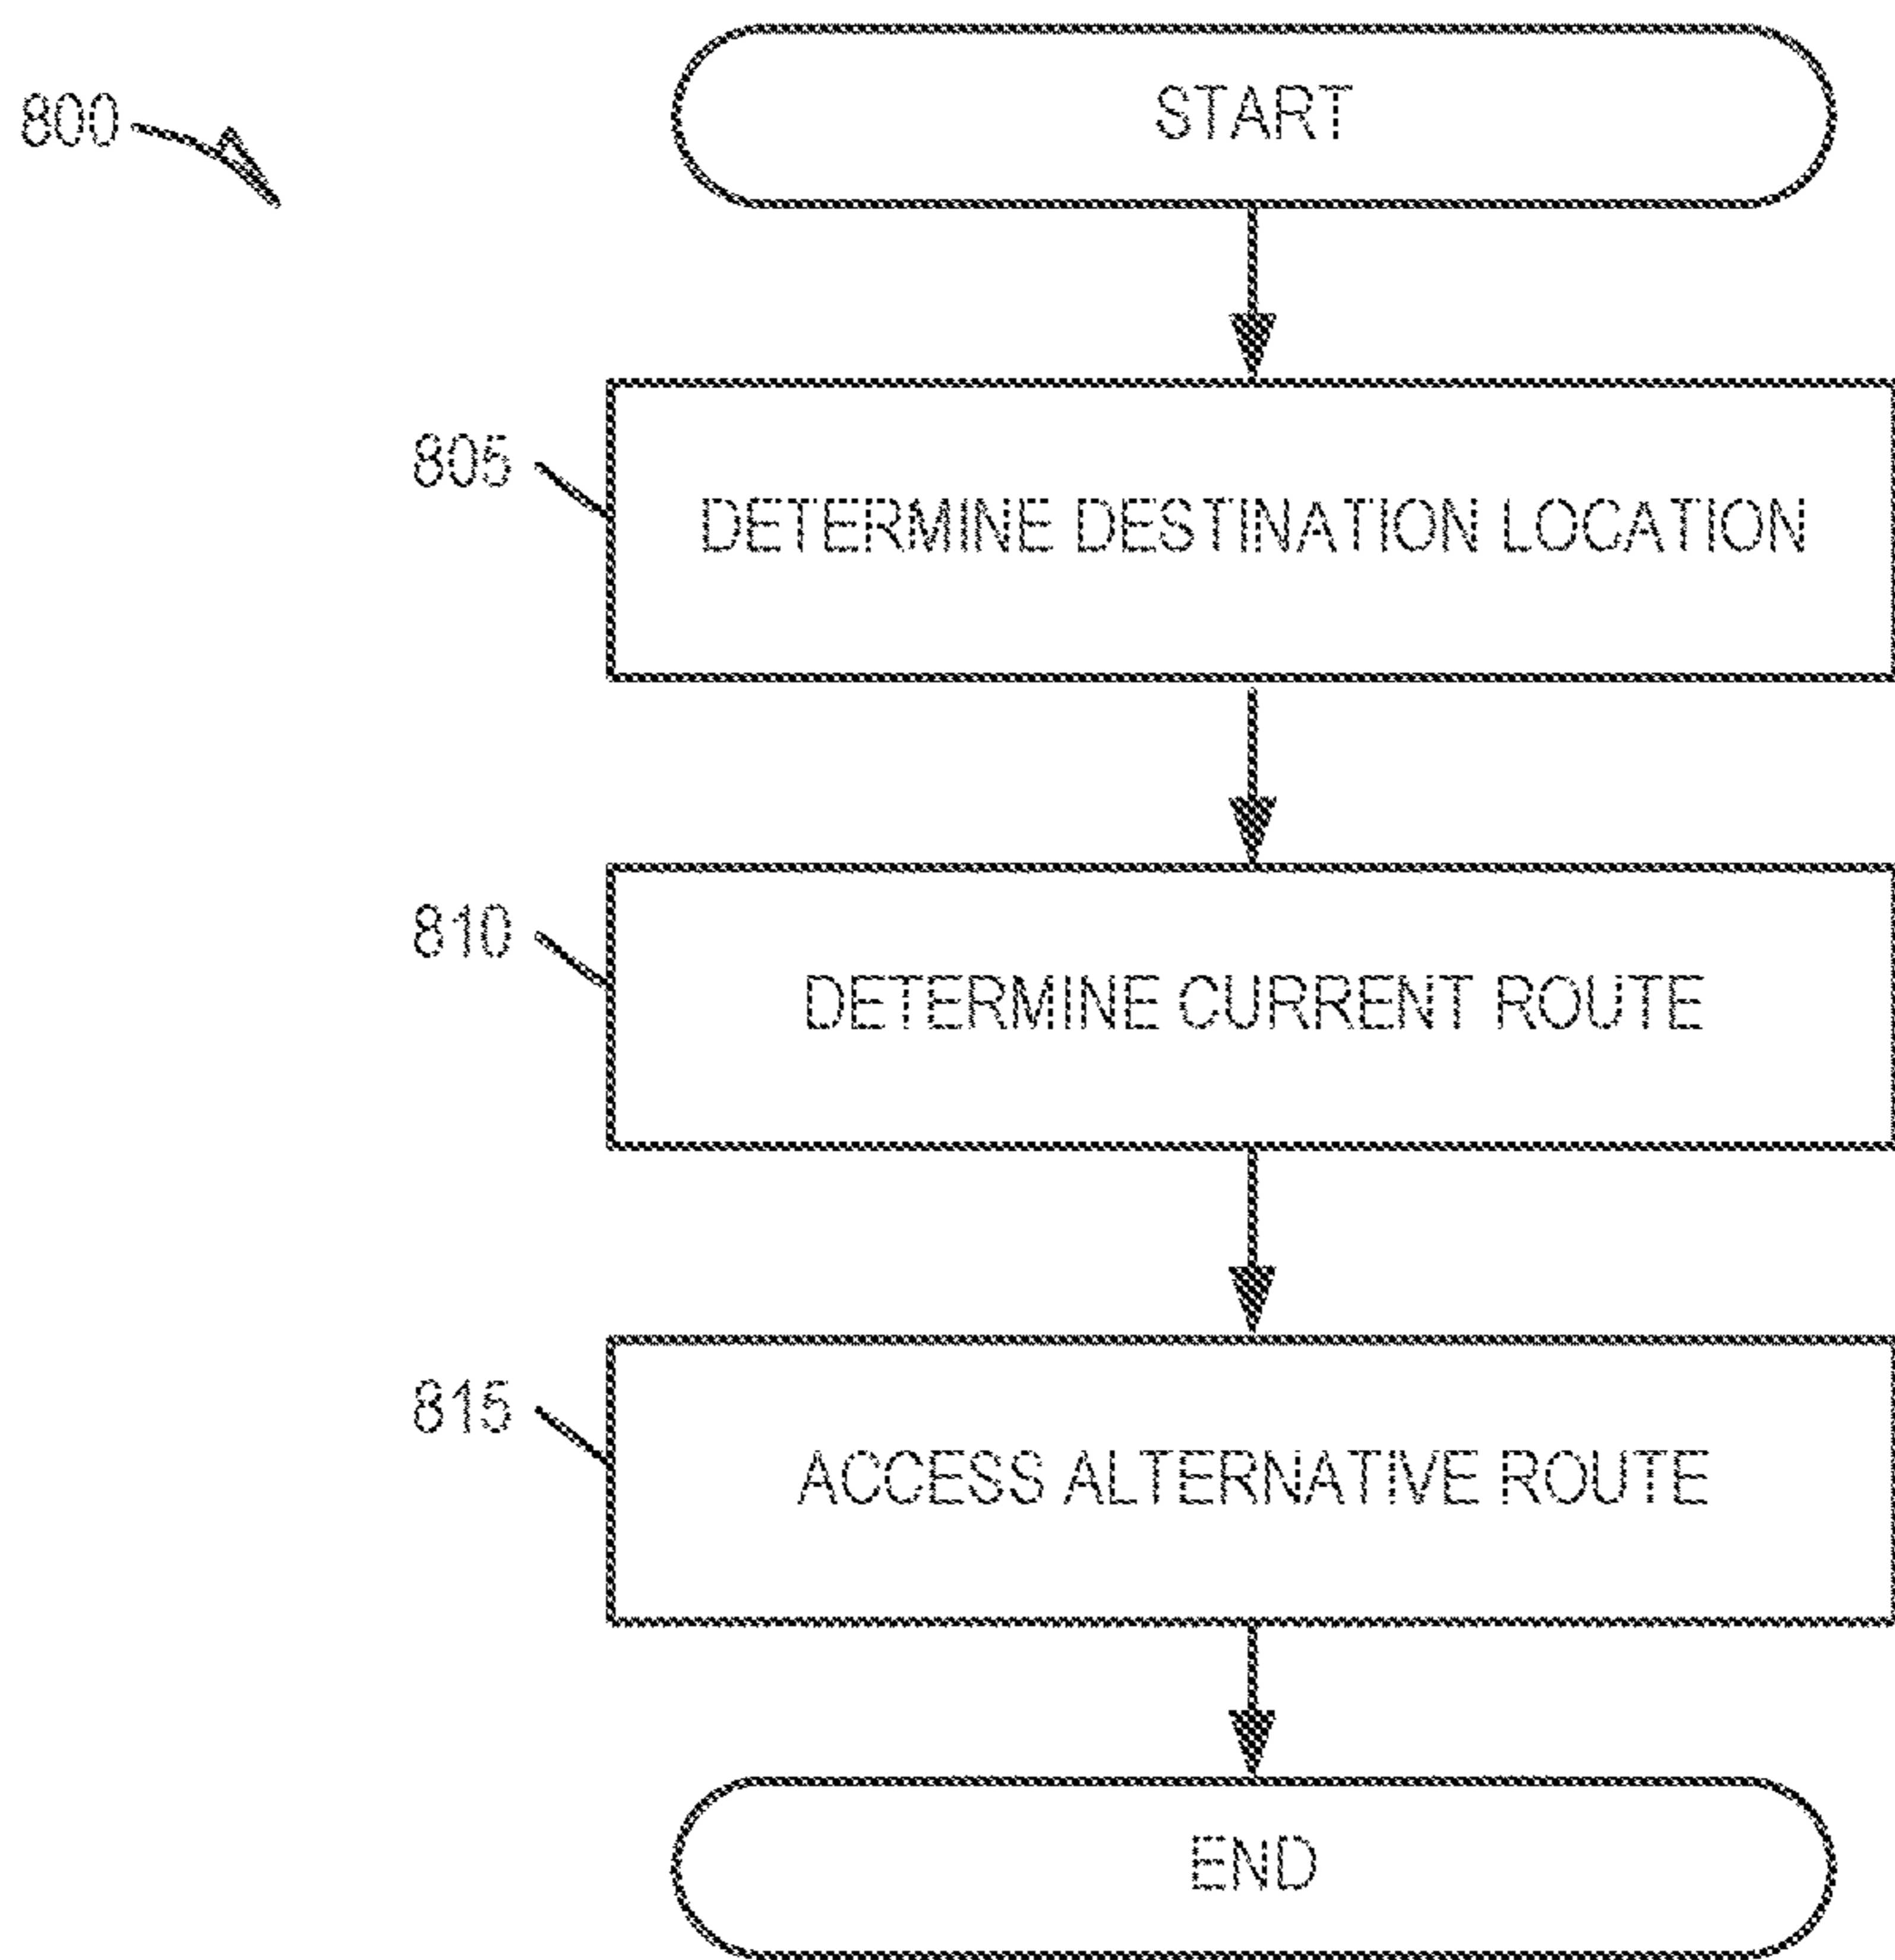 800
START
805
DETERMINE DESTINATION LOCATION
810
DETERMINE CURRENT ROUTE
815
ACCESS ALTERNATIVE ROUTE
END